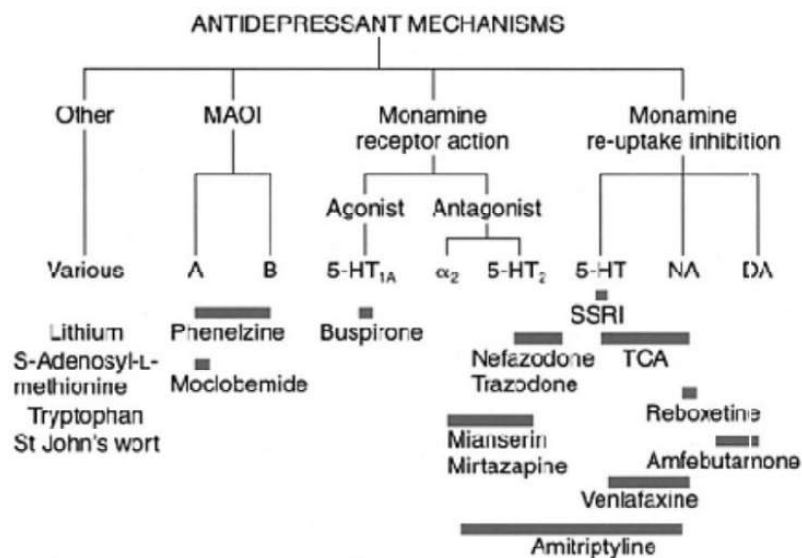 ANTIDEPRESSANT MECHANISMS
Other
MAOI
Monamine
receptor action
Monamine
re-uptake inhibition
Agonist
Antagonist
Various
A
B
5-HT1A
α2
5-HT2
5-HT
NA
DA
Lithium
S-Adenosyl-L-
methionine
Tryptophan
St John's wort
Phenelzine
Moclobemide
Buspirone
SSRI
Nefazodone
Trazodone
TCA
Reboxetine
Mianserin
Mirtazapine
Amfebutamone
Venlafaxine
Amitriptyline